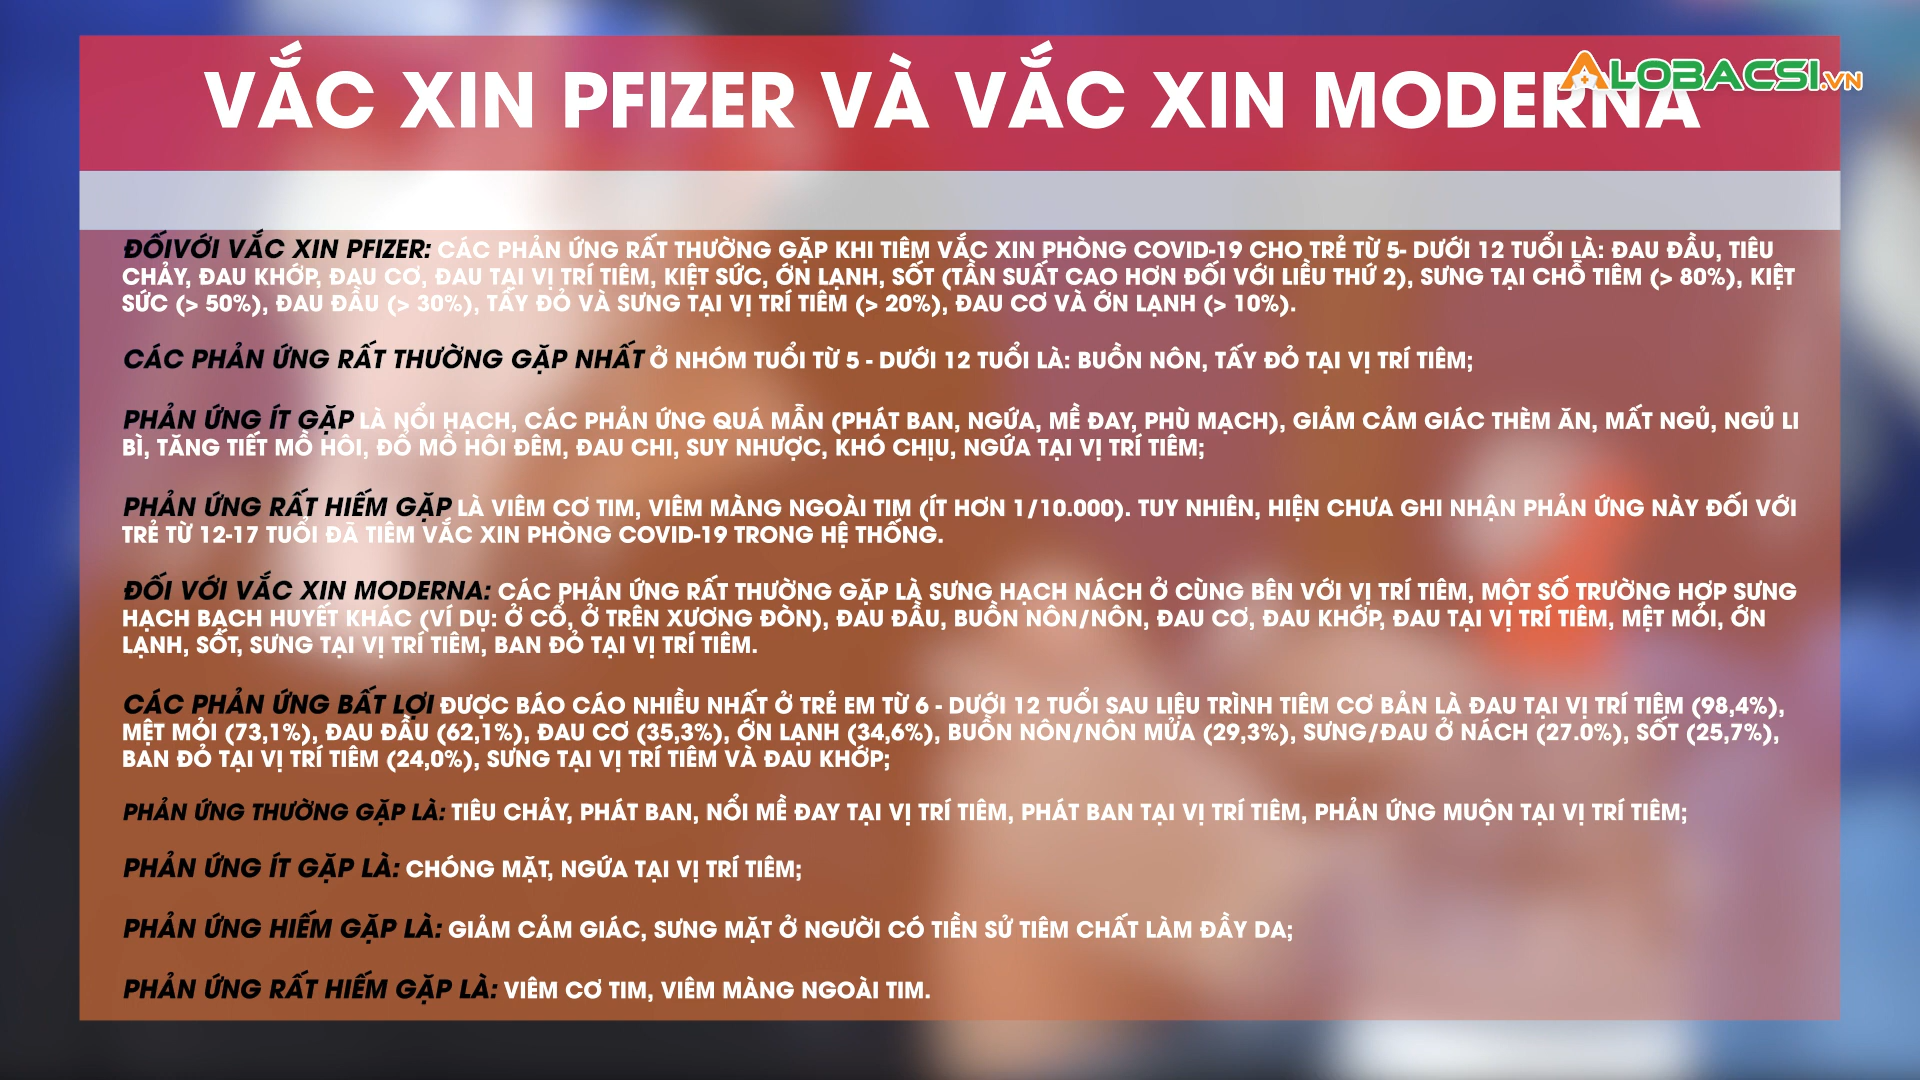 VẮC XIN PFIZER VÀ VẮC XIN MODERNA
ALOBACSI.VN
ĐỐIVỚI VẮC XIN PFIZER: CÁC PHẢN ỨNG RẤT THƯỜNG GẶP KHI TIÊM VẮC XIN PHÒNG COVID-19 CHO TRẺ TỪ 5- DƯỚI 12 TUỔI LÀ: ĐAU ĐẦU, TIÊU
CHẢY, ĐAU KHỚP, ĐAU CƠ, ĐAU TẠI VỊ TRÍ TIÊM, KIỆT SỨC, ỚN LẠNH, SỐT (TẦN SUẤT CAO HƠN ĐỐI VỚI LIỀU THỨ 2), SƯNG TẠI CHỖ TIÊM (> 80%), KIỆT
SỨC (> 50%), ĐAU ĐẦU (> 30%), TẤY ĐỎ VÀ SƯNG TẠI VỊ TRÍ TIÊM (> 20%), ĐAU CƠ VÀ ỚN LẠNH (> 10%).
CÁC PHẢN ỨNG RẤT THƯỜNG GẶP NHẤT Ở NHÓM TUỔI TỪ 5 - DƯỚI 12 TUỔI LÀ: BUỒN NÔN, TẤY ĐỎ TẠI VỊ TRÍ TIÊM;
PHẢN ỨNG ÍT GẶP LÀ NỔI HẠCH, CÁC PHẢN ỨNG QUÁ MẪN (PHÁT BAN, NGỨA, MỀ ĐAY, PHÙ MẠCH), GIẢM CẢM GIÁC THÈM ĂN, MẤT NGỦ, NGỦ LI
BÌ, TĂNG TIẾT MỒ HÔI, ĐỔ MỒ HÔI ĐÊM, ĐAU CHI, SUY NHƯỢC, KHÓ CHỊU, NGỨA TẠI VỊ TRÍ TIÊM;
PHẢN ỨNG RẤT HIẾM GẶP LÀ VIÊM CƠ TIM, VIÊM MÀNG NGOÀI TIM (ÍT HƠN 1/10.000). TUY NHIÊN, HIỆN CHƯA GHI NHẬN PHẢN ỨNG NÀY ĐỐI VỚI
TRẺ TỪ 12-17 TUỔI ĐÃ TIÊM VẮC XIN PHÒNG COVID-19 TRONG HỆ THỐNG.
ĐỐI VỚI VẮC XIN MODERNA: CÁC PHẢN ỨNG RẤT THƯỜNG GẶP LÀ SƯNG HẠCH NÁCH Ở CÙNG BÊN VỚI VỊ TRÍ TIÊM, MỘT SỐ TRƯỜNG HỢP SƯNG
HẠCH BẠCH HUYẾT KHÁC (VÍ DỤ: Ở CỔ, Ở TRÊN XƯƠNG ĐÒN), ĐAU ĐẦU, BUỒN NÔN/NÔN, ĐAU CƠ, ĐAU KHỚP, ĐAU TẠI VỊ TRÍ TIÊM, MỆT MỎI, ỚN
LẠNH, SỐT, SƯNG TẠI VỊ TRÍ TIÊM, BAN ĐỎ TẠI VỊ TRÍ TIÊM.
CÁC PHẢN ỨNG BẤT LỢI ĐƯỢC BÁO CÁO NHIỀU NHẤT Ở TRẺ EM TỪ 6 - DƯỚI 12 TUỔI SAU LIỆU TRÌNH TIÊM CƠ BẢN LÀ ĐAU TẠI VỊ TRÍ TIÊM (98,4%),
MỆT MỎI (73,1%), ĐAU ĐẦU (62,1%), ĐAU CƠ (35,3%), ỚN LẠNH (34,6%), BUỒN NÔN/NÔN MỬA (29,3%), SƯNG/ĐAU Ở NÁCH (27.0%), SỐT (25,7%),
BAN ĐỎ TẠI VỊ TRÍ TIÊM (24,0%), SƯNG TẠI VỊ TRÍ TIÊM VÀ ĐAU KHỚP;
PHẢN ỨNG THƯỜNG GẶP LÀ: TIÊU CHẢY, PHÁT BAN, NỔI MỀ ĐAY TẠI VỊ TRÍ TIÊM, PHÁT BAN TẠI VỊ TRÍ TIÊM, PHẢN ỨNG MUỘN TẠI VỊ TRÍ TIÊM;
PHẢN ỨNG ÍT GẶP LÀ: CHÓNG MẶT, NGỨA TẠI VỊ TRÍ TIÊM;
PHẢN ỨNG HIẾM GẶP LÀ: GIẢM CẢM GIÁC, SƯNG MẶT Ở NGƯỜI CÓ TIỀN SỬ TIÊM CHẤT LÀM ĐẦY DA;
PHẢN ỨNG RẤT HIẾM GẶP LÀ: VIÊM CƠ TIM, VIÊM MÀNG NGOÀI TIM.